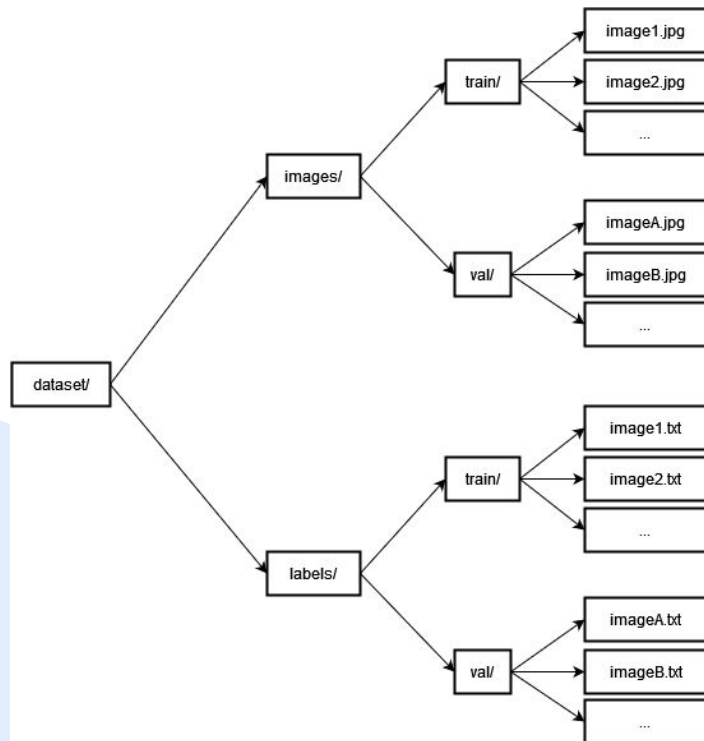 dataset/
images/
train/
image1.jpg
image2.jpg
...
val/
imageA.jpg
imageB.jpg
...
labels/
train/
image1.txt
image2.txt
...
val/
imageA.txt
imageB.txt
...